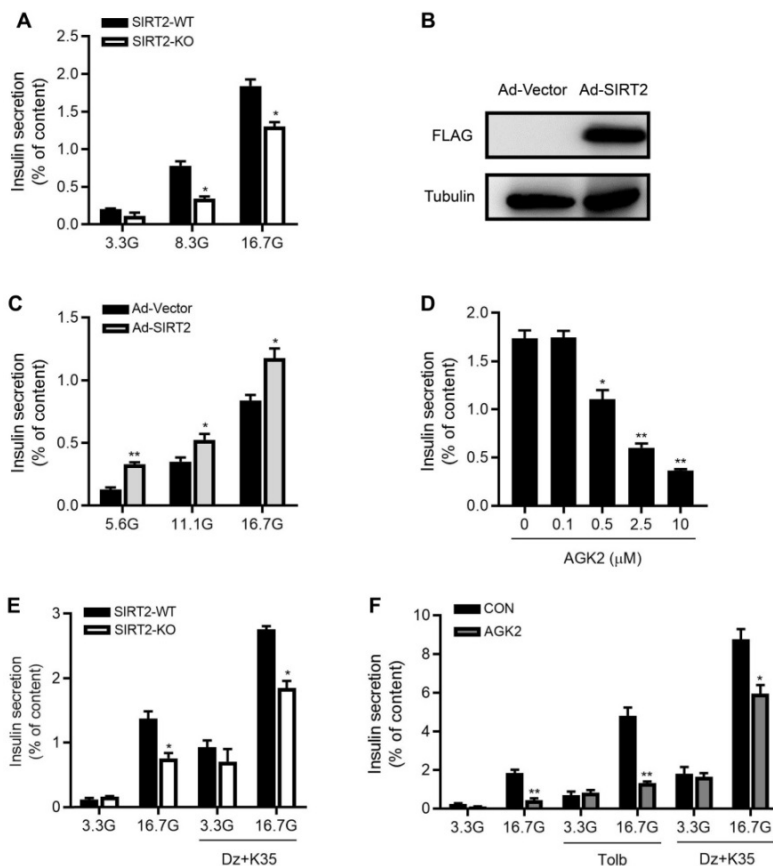 A
SIRT2-WT
SIRT2-KO
Insulin secretion
(% of content)
2.5
2.0
1.5
1.0
0.5
0.0
*
*
3.3G 8.3G 16.7G
B
Ad-Vector Ad-SIRT2
FLAG
Tubulin
C
Ad-Vector
Ad-SIRT2
Insulin secretion
(% of content)
1.5
1.0
0.5
0.0
**
*
*
5.6G 11.1G 16.7G
D
Insulin secretion
(% of content)
2.0
1.5
1.0
0.5
0.0
*
**
**
0 0.1 0.5 2.5 10
AGK2 (μM)
E
SIRT2-WT
SIRT2-KO
Insulin secretion
(% of content)
3
2
1
0
*
*
3.3G 16.7G 3.3G 16.7G
Dz+K35
F
CON
AGK2
Insulin secretion
(% of content)
10
8
6
4
2
0
**
**
*
3.3G 16.7G 3.3G 16.7G 3.3G 16.7G
Tolb Dz+K35